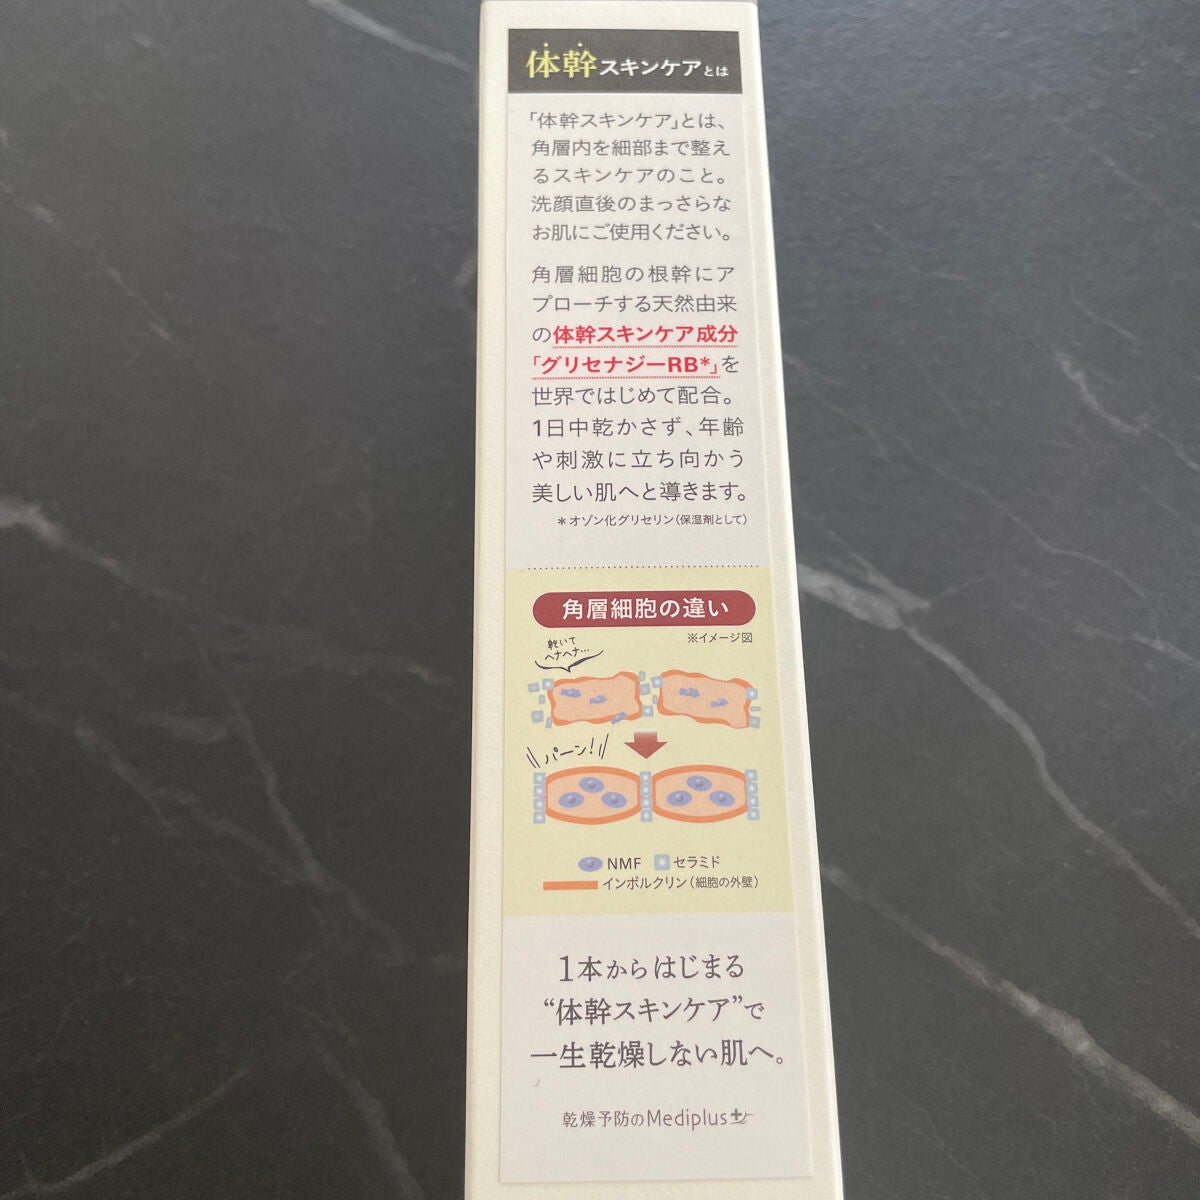 体幹スキンケアとは
「体幹スキンケア」とは、
角層内を細部まで整え
るスキンケアのこと。
洗顔直後のまっさらな
お肌にご使用ください。
角層細胞の根幹にア
プローチする天然由来
の体幹スキンケア成分
「グリセナジーRB*」を
世界ではじめて配合。
1日中乾かさず、年齢
や刺激に立ち向かう
美しい肌へと導きます。
*オゾン化グリセリン(保湿剤として)
角層細胞の違い
※イメージ図
乾いて
ヘナヘナ…
パーン!
NMF セラミド
インボルクリン(細胞の外壁)
1本からはじまる
“体幹スキンケア”で
一生乾燥しない肌へ。
乾燥予防のMediplus+